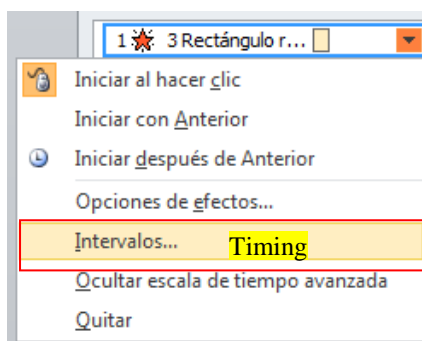 1 3 Rectángulo r...
Iniciar al hacer clic
Iniciar con Anterior
Iniciar después de Anterior
Opciones de efectos...
Intervalos... Timing
Ocultar escala de tiempo avanzada
Quitar